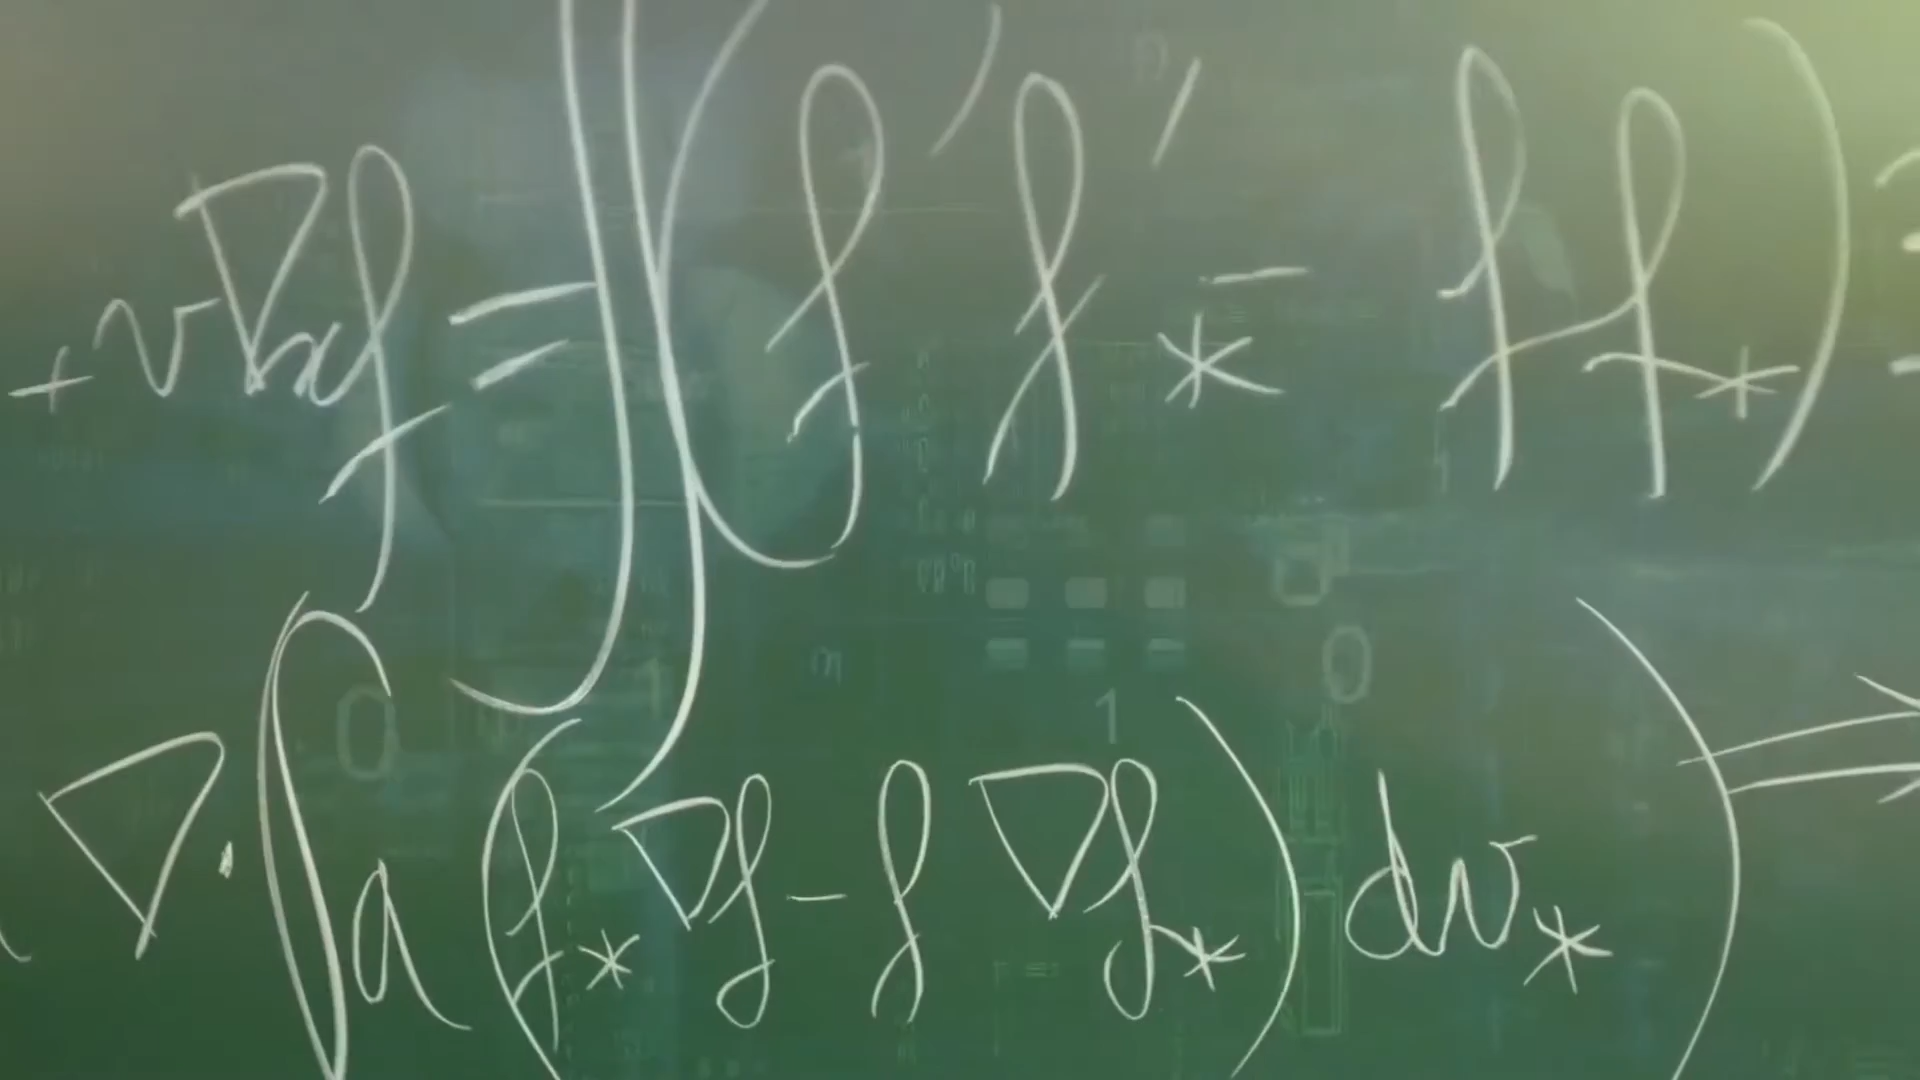 + v∇ₓf = ∬(f′f′* − ff*)
∇·(∫a(f*∇f − f∇f*)dv*) ⇒